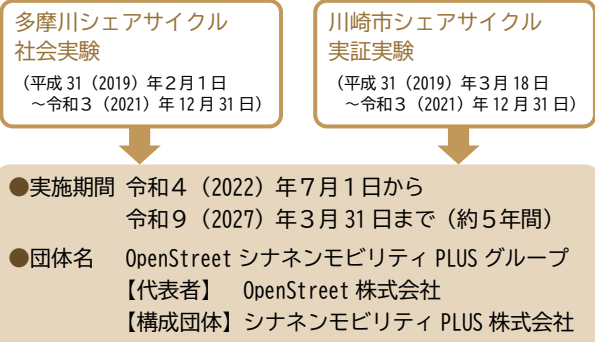 多摩川シェアサイクル
社会実験
（平成 31（2019）年２月１日
～令和３（2021）年 12 月 31 日）
川崎市シェアサイクル
実証実験
（平成 31（2019）年３月 18 日
～令和３（2021）年 12 月 31 日）
●実施期間 令和４（2022）年７月１日から
令和９（2027）年３月 31 日まで（約５年間）
●団体名 OpenStreet シナネンモビリティ PLUS グループ
【代表者】 OpenStreet 株式会社
【構成団体】シナネンモビリティ PLUS 株式会社